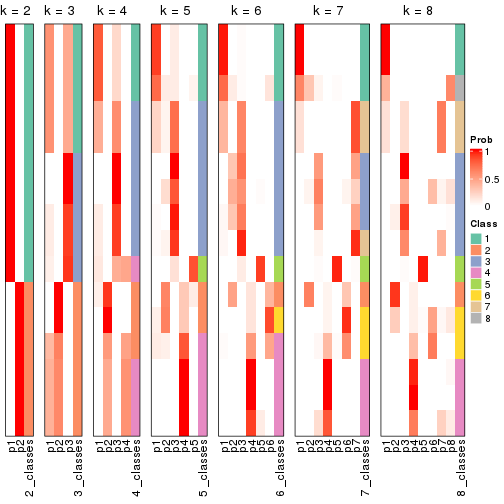 k = 2 k = 3 k = 4 k = 5 k = 6 k = 7 k = 8
Prob
1
0.5
0
Class
1
2
3
4
5
6
7
8
p1 p2 2_classes p1 p2 p3 3_classes p1 p2 p3 p4 4_classes p1 p2 p3 p4 p5 5_classes p1 p2 p3 p4 p5 p6 6_classes p1 p2 p3 p4 p5 p6 p7 7_classes p1 p2 p3 p4 p5 p6 p7 p8 8_classes